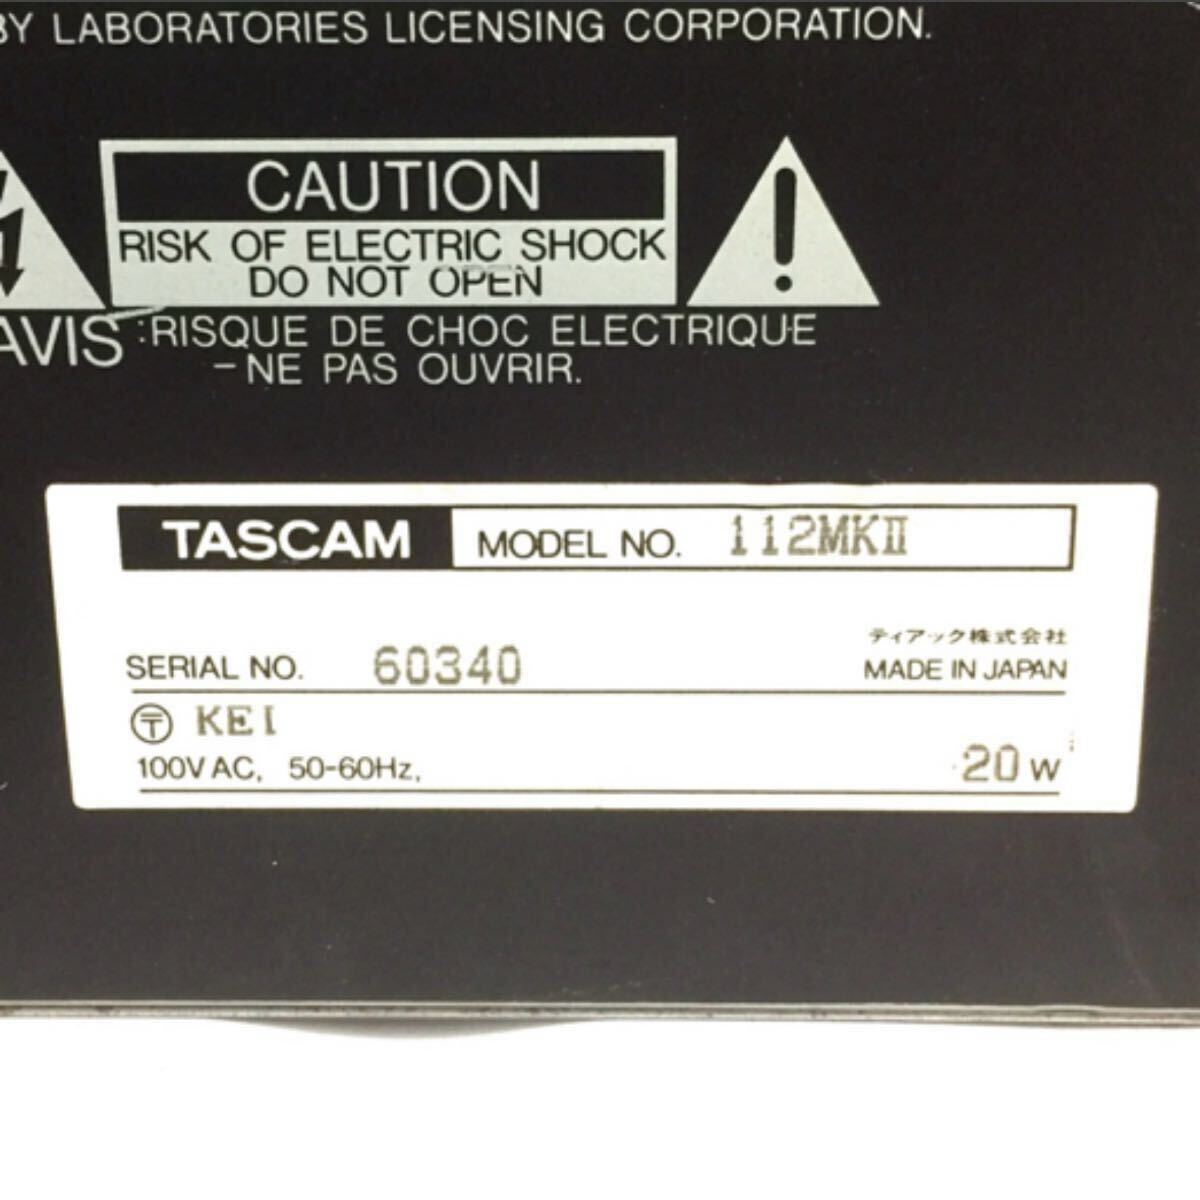 BY LABORATORIES LICENSING CORPORATION.
CAUTION
RISK OF ELECTRIC SHOCK
DO NOT OPEN
AVIS :RISQUE DE CHOC ELECTRIQUE
-NE PAS OUVRIR.
TASCAM MODEL NO. 112MKⅡ
ティアック株式会社
SERIAL NO. 60340 MADE IN JAPAN
〶 KEI
100V AC, 50-60Hz, 20 W